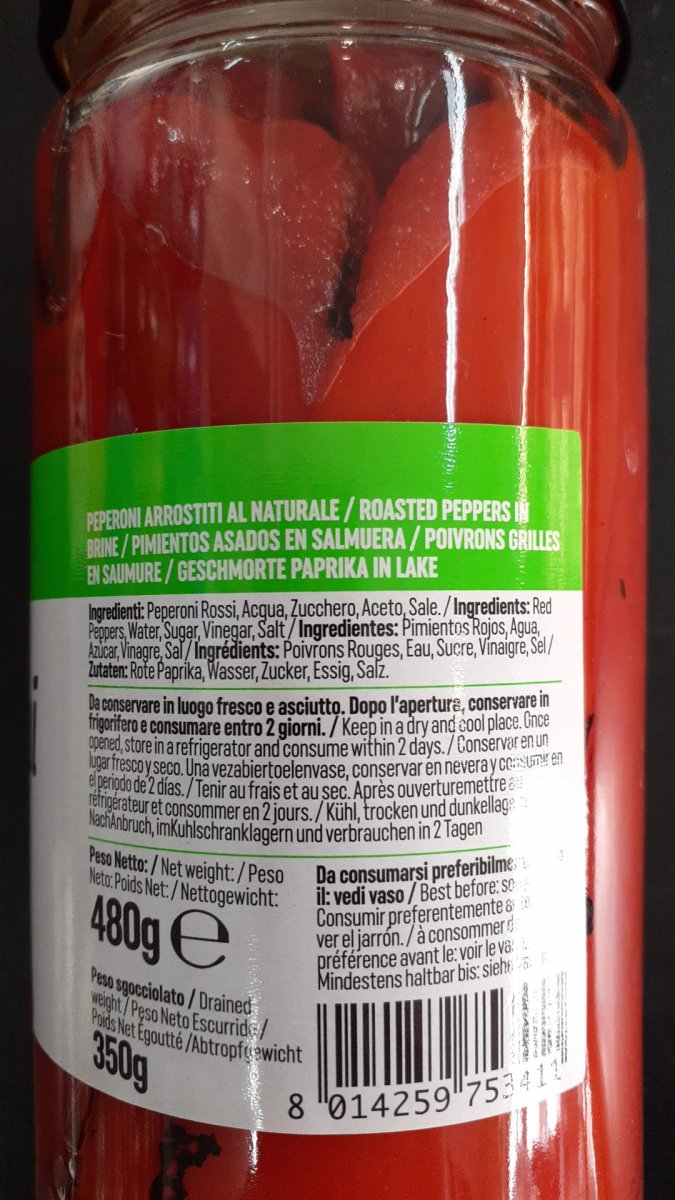 PEPERONI ARROSTITI AL NATURALE / ROASTED PEPPERS IN
BRINE / PIMIENTOS ASADOS EN SALMUERA / POIVRONS GRILLES
EN SAUMURE / GESCHMORTE PAPRIKA IN LAKE
Ingredienti: Peperoni Rossi, Acqua, Zucchero, Aceto, Sale. / Ingredients: Red
Peppers, Water, Sugar, Vinegar, Salt / Ingredientes: Pimientos Rojos, Agua,
Azúcar, Vinagre, Sal / Ingrédients: Poivrons Rouges, Eau, Sucre, Vinaigre, Sel /
Zutaten: Rote Paprika, Wasser, Zucker, Essig, Salz.
Da conservare in luogo fresco e asciutto. Dopo l'apertura, conservare in
frigorifero e consumare entro 2 giorni. / Keep in a dry and cool place. Once
opened, store in a refrigerator and consume within 2 days. / Conservar en un
lugar fresco y seco. Una vezabiertoelenvase, conservar en nevera y consumir en
el período de 2 días. / Tenir au frais et au sec. Après ouverturemettre au
réfrigérateur et consommer en 2 jours. / Kühl, trocken und dunkellage
NachAnbruch, imKuhlschranklagern und verbrauchen in 2 Tagen
Peso Netto: / Net weight: / Peso
Neto: Poids Net: / Nettogewicht:
480g e
Peso sgocciolato / Drained
weight / Peso Neto Escurrido /
Poids Net Égoutté /Abtropfgewicht
350g
Da consumarsi preferibilme
il: vedi vaso / Best before:
Consumir preferentemente
ver el jarrón. / à consommer
préférence avant le: voir le
Mindestens haltbar bis: siehe
8 014259 753